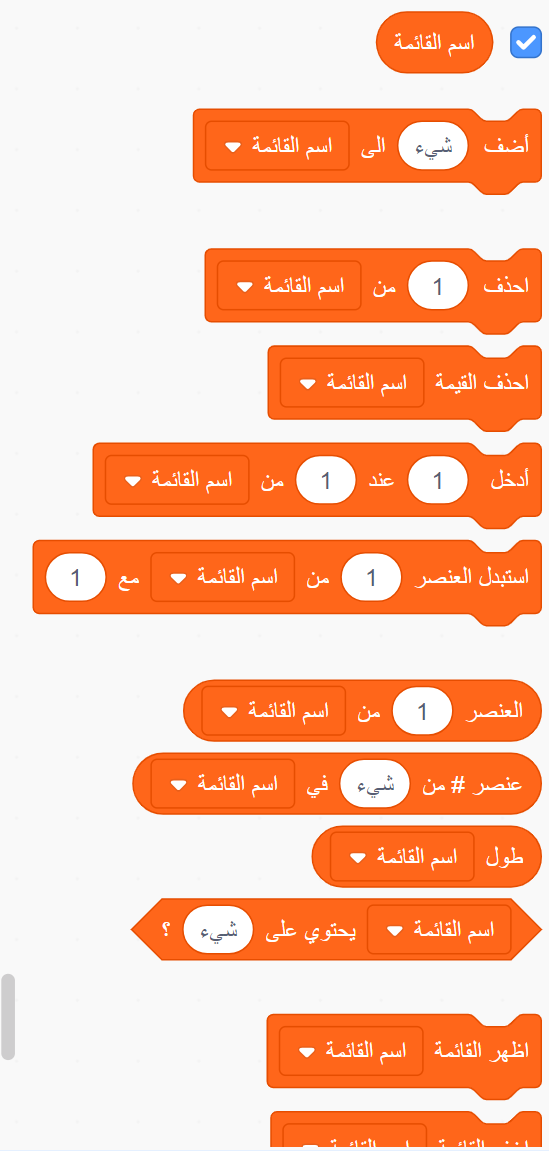 اسم القائمة
أضف شيء الى اسم القائمة
احذف 1 من اسم القائمة
احذف القيمة اسم القائمة
أدخل 1 عند 1 من اسم القائمة
استبدل العنصر 1 من اسم القائمة مع 1
العنصر 1 من اسم القائمة
عنصر # من شيء في اسم القائمة
طول اسم القائمة
اسم القائمة يحتوي على شيء ؟
اظهر القائمة اسم القائمة